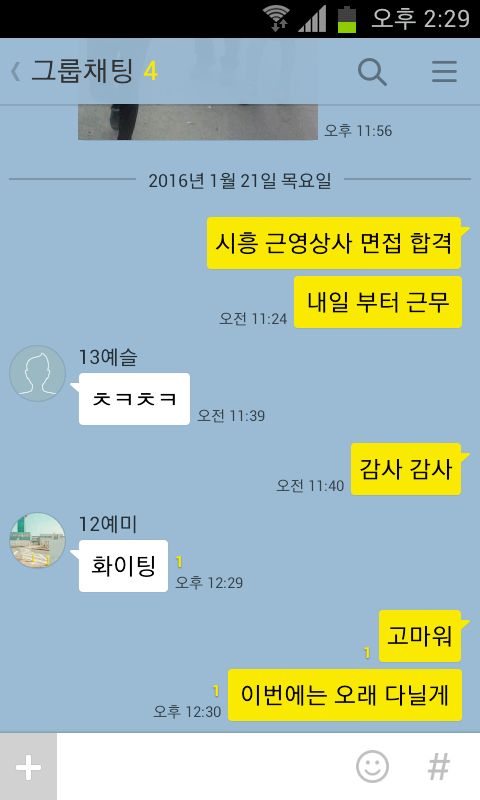 오후 2:29
그룹채팅 4
오후 11:56
2016년 1월 21일 목요일
시흥 근영상사 면접 합격
내일 부터 근무
오전 11:24
13예슬
ㅊㅋㅊㅋ
오전 11:39
감사 감사
오전 11:40
12예미
화이팅
1
오후 12:29
고마워
1
이번에는 오래 다닐게
1
오후 12:30
#